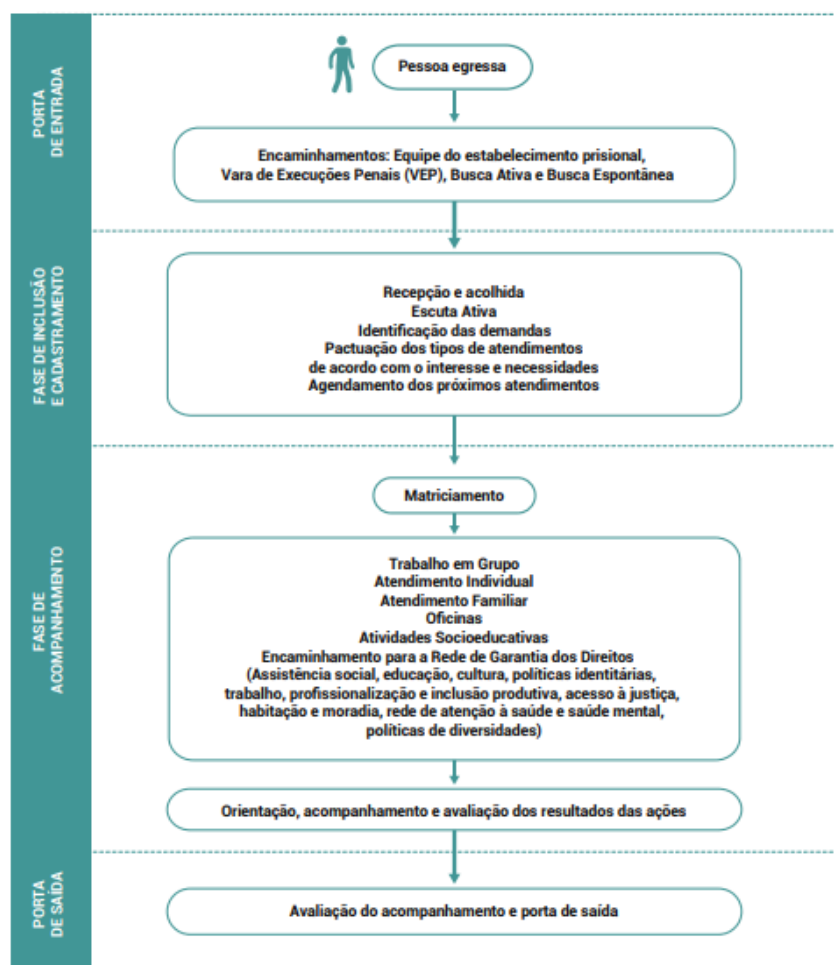 PORTA
DE ENTRADA
Pessoa egressa
Encaminhamentos: Equipe do estabelecimento prisional,
Vara de Execuções Penais (VEP), Busca Ativa e Busca Espontânea
FASE DE INCLUSÃO
E CADASTRAMENTO
Recepção e acolhida
Escuta Ativa
Identificação das demandas
Pactuação dos tipos de atendimentos
de acordo com o interesse e necessidades
Agendamento dos próximos atendimentos
FASE DE
ACOMPANHAMENTO
Matriciamento
Trabalho em Grupo
Atendimento Individual
Atendimento Familiar
Oficinas
Atividades Socioeducativas
Encaminhamento para a Rede de Garantia dos Direitos
(Assistência social, educação, cultura, políticas identitárias,
trabalho, profissionalização e inclusão produtiva, acesso à justiça,
habitação e moradia, rede de atenção à saúde e saúde mental,
políticas de diversidades)
Orientação, acompanhamento e avaliação dos resultados das ações
PORTA
DE SAÍDA
Avaliação do acompanhamento e porta de saída